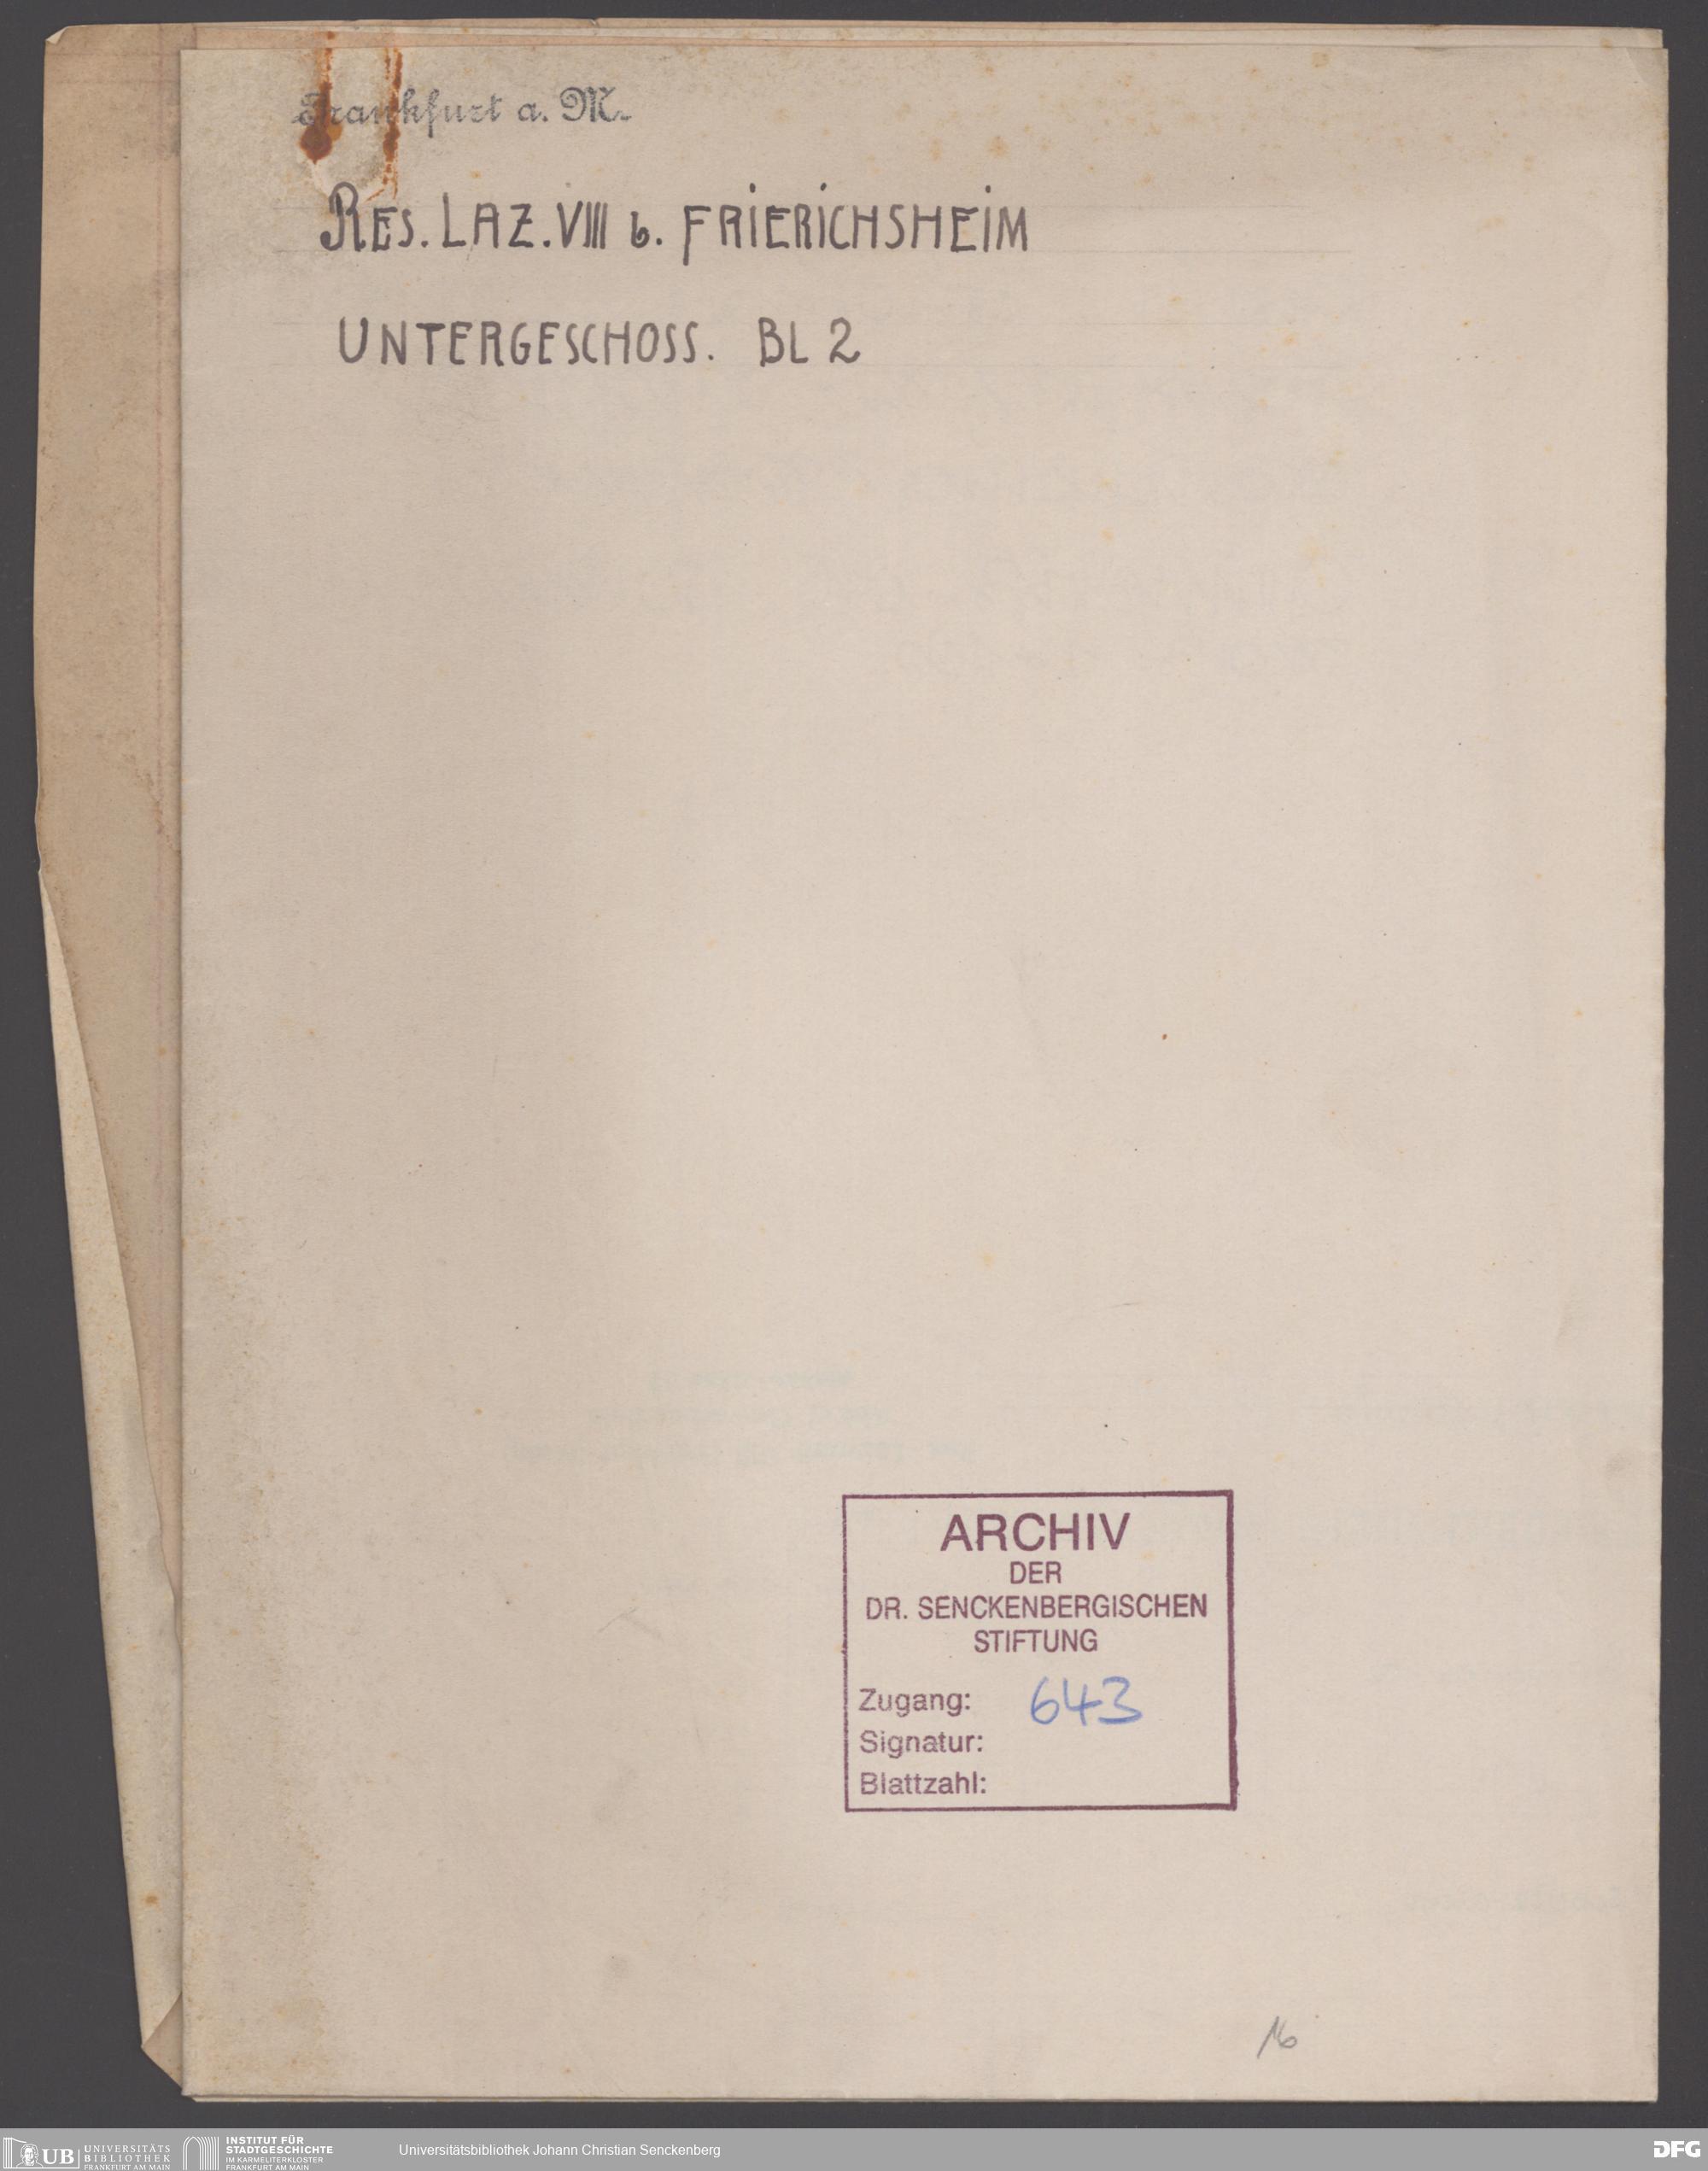 Frankfurt a. M.
RES. LAZ. VIII b. FRIERICHSHEIM
UNTERGESCHOSS. BL 2
ARCHIV
DER
DR. SENCKENBERGISCHEN
STIFTUNG
Zugang: 643
Signatur:
Blattzahl:
16
UB UNIVERSITÄTS
BIBLIOTHEK
FRANKFURT AM MAIN
INSTITUT FÜR
STADTGESCHICHTE
IM KARMELITERKLOSTER
FRANKFURT AM MAIN
Universitätsbibliothek Johann Christian Senckenberg
DFG